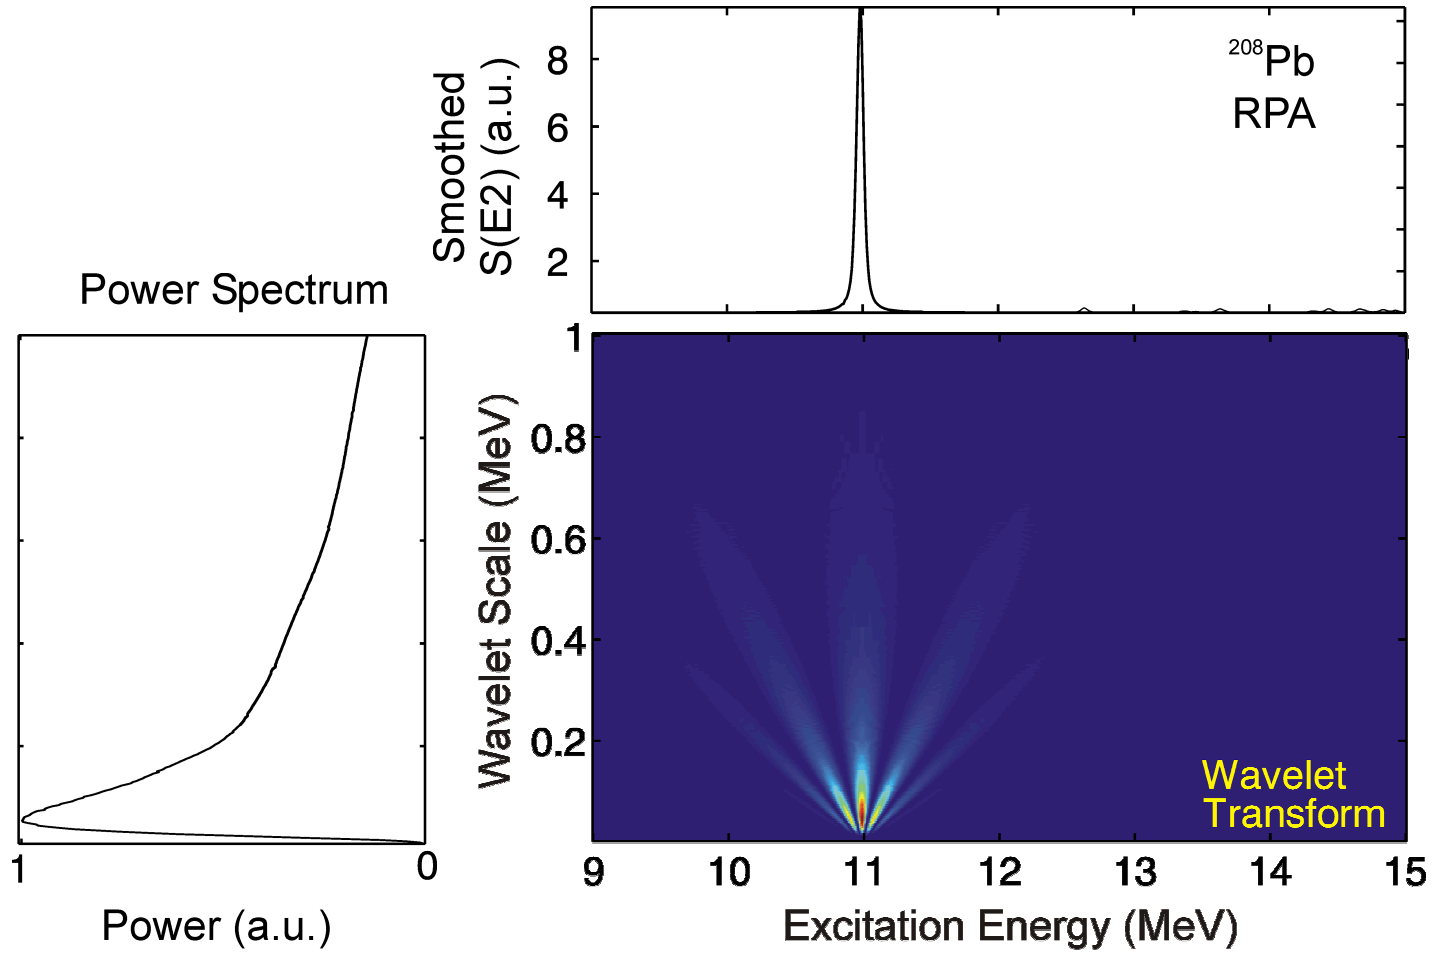 Smoothed
S(E2) (a.u.)
8
6
4
2
²⁰⁸Pb
RPA
Power Spectrum
1
0
Power (a.u.)
Wavelet Scale (MeV)
1
0.8
0.6
0.4
0.2
Wavelet
Transform
9 10 11 12 13 14 15
Excitation Energy (MeV)